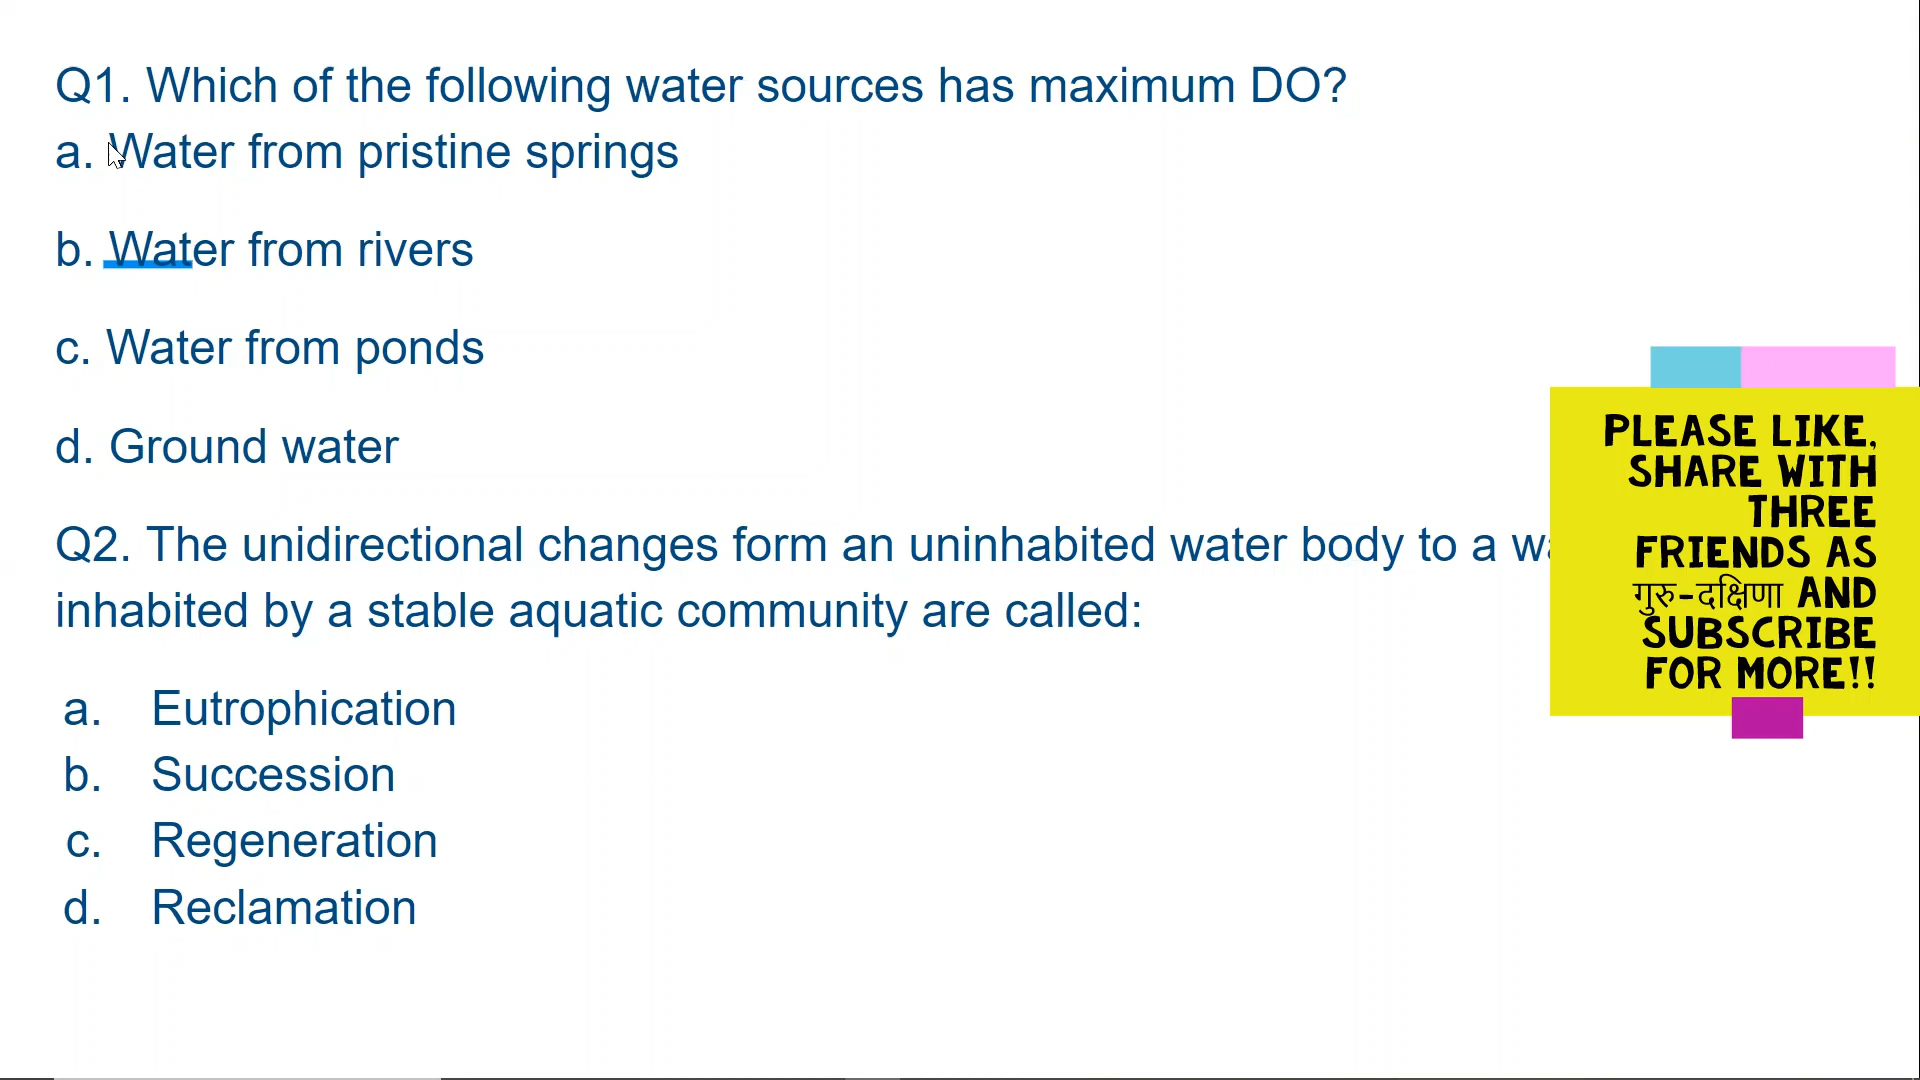 Q1. Which of the following water sources has maximum DO?
a. Water from pristine springs
b. Water from rivers
c. Water from ponds
d. Ground water
Q2. The unidirectional changes form an uninhabited water body to a
inhabited by a stable aquatic community are called:
a. Eutrophication
b. Succession
c. Regeneration
d. Reclamation
PLEASE LIKE,
SHARE WITH
THREE
FRIENDS AS
गुरु-दक्षिणा AND
SUBSCRIBE
FOR MORE!!